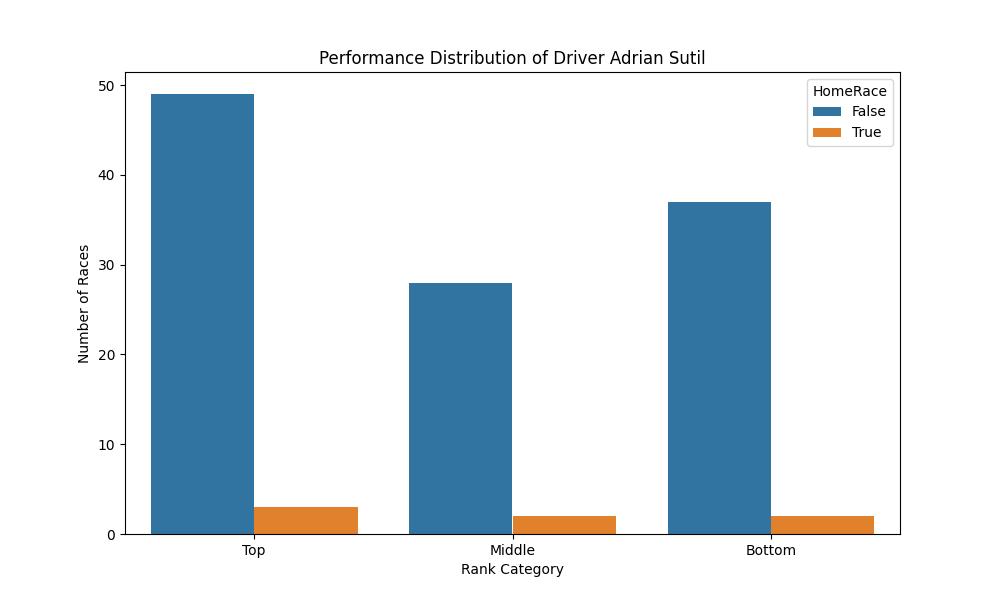 Performance Distribution of Driver Adrian Sutil
HomeRace
False
True
Number of Races
50
40
30
20
10
0
Top
Middle
Bottom
Rank Category